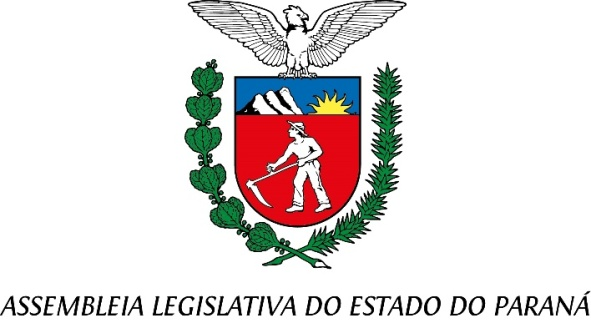 ASSEMBLEIA LEGISLATIVA DO ESTADO DO PARANÁ